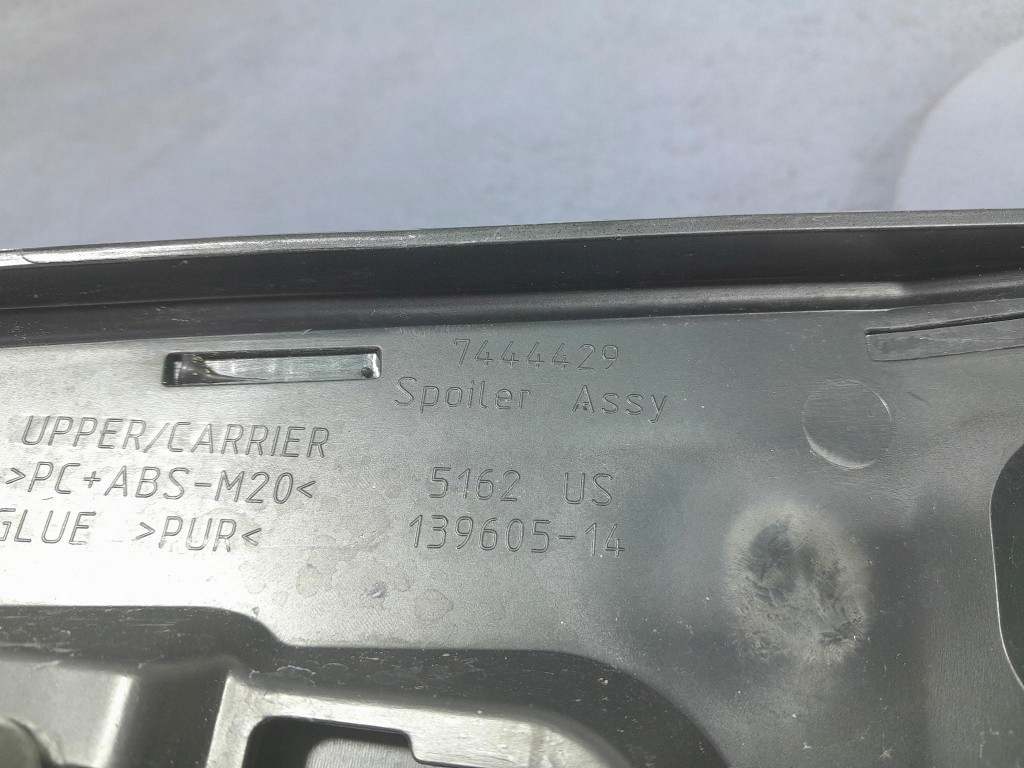 7444429
Spoiler Assy
UPPER/CARRIER
>PC+ABS-M20<
GLUE >PUR<
5162 US
139605-14